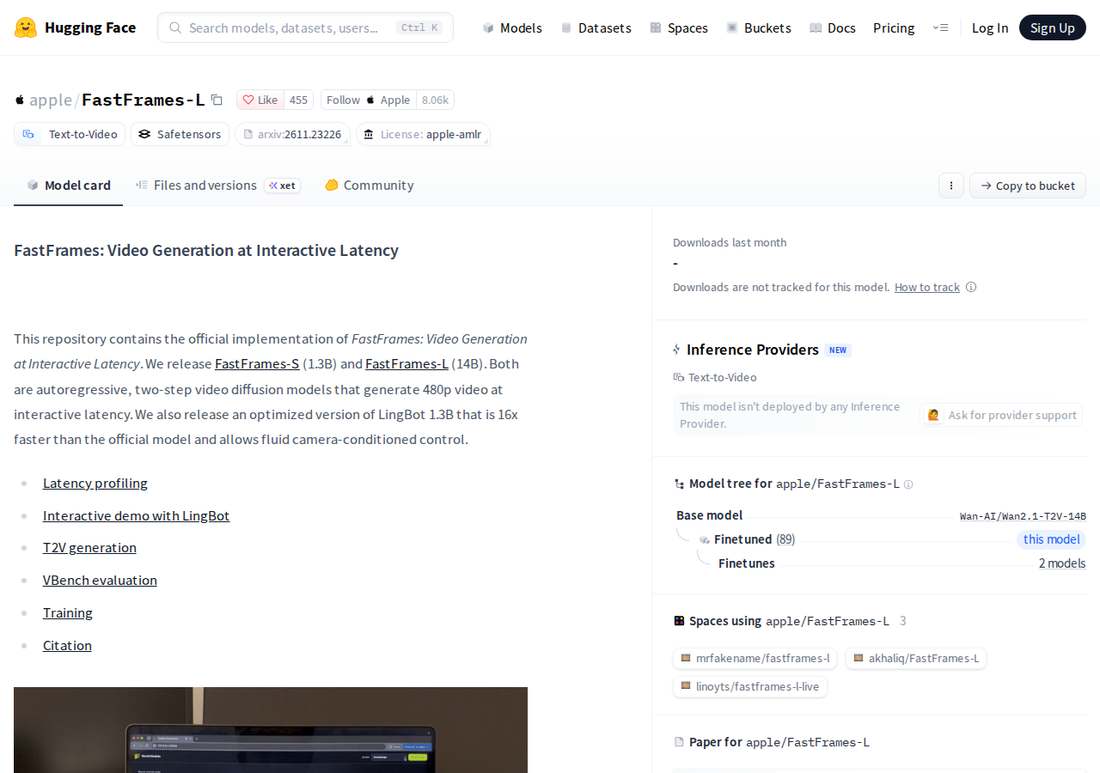 Hugging Face
Search models, datasets, users...
Ctrl K
Models
Datasets
Spaces
Buckets
Docs
Pricing
Log In
Sign Up
apple/FastFrames-L
Like 455
Follow Apple 8.06k
Text-to-Video
Safetensors
arxiv:2611.23226
License: apple-amlr
Model card
Files and versions
xet
Community
Copy to bucket
FastFrames: Video Generation at Interactive Latency
This repository contains the official implementation of FastFrames: Video Generation
at Interactive Latency. We release FastFrames-S (1.3B) and FastFrames-L (14B). Both
are autoregressive, two-step video diffusion models that generate 480p video at
interactive latency. We also release an optimized version of LingBot 1.3B that is 16x
faster than the official model and allows fluid camera-conditioned control.
Latency profiling
Interactive demo with LingBot
T2V generation
VBench evaluation
Training
Citation
Downloads last month
-
Downloads are not tracked for this model. How to track
Inference Providers NEW
Text-to-Video
This model isn't deployed by any Inference
Provider.
Ask for provider support
Model tree for apple/FastFrames-L
Base model
Wan-AI/Wan2.1-T2V-14B
Finetuned (89)
this model
Finetunes
2 models
Spaces using apple/FastFrames-L 3
mrfakename/fastframes-l
akhaliq/FastFrames-L
linoyts/fastframes-l-live
Paper for apple/FastFrames-L